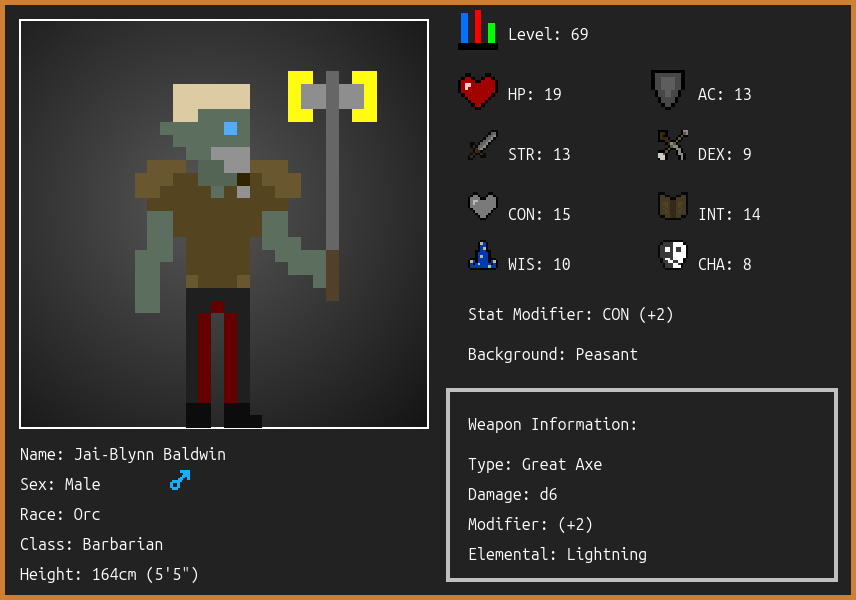 Level: 69
HP: 19
AC: 13
STR: 13
DEX: 9
CON: 15
INT: 14
WIS: 10
CHA: 8
Stat Modifier: CON (+2)
Background: Peasant
Weapon Information:
Type: Great Axe
Damage: d6
Modifier: (+2)
Elemental: Lightning
Name: Jai-Blynn Baldwin
Sex: Male
Race: Orc
Class: Barbarian
Height: 164cm (5'5")